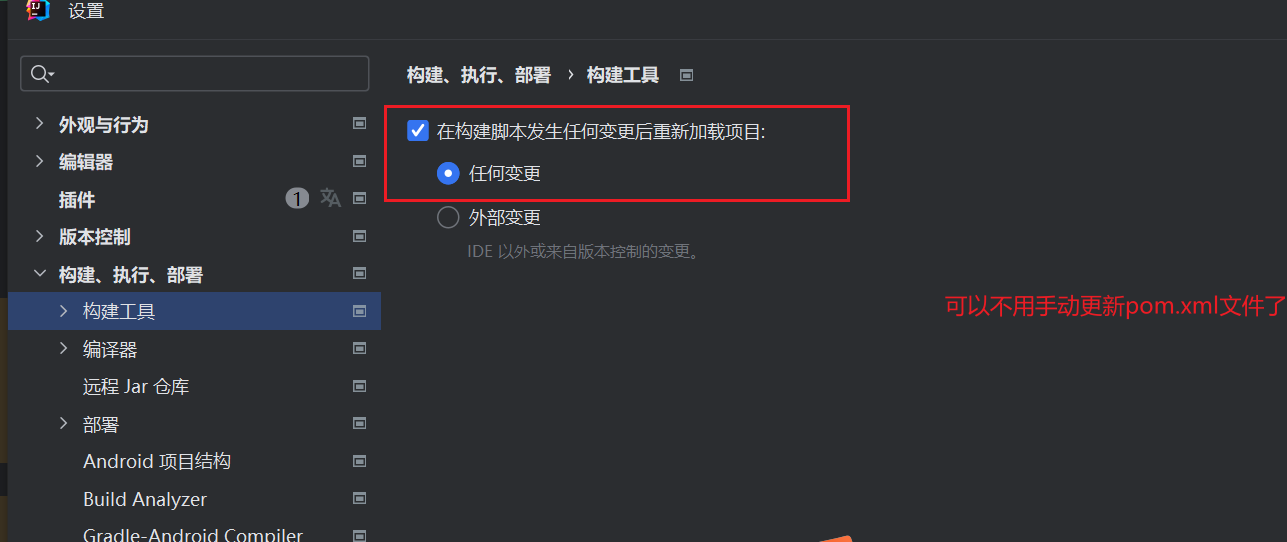 设置
构建、执行、部署 › 构建工具
外观与行为
编辑器
插件 1
版本控制
构建、执行、部署
构建工具
编译器
远程 Jar 仓库
部署
Android 项目结构
Build Analyzer
Gradle-Android Compiler
在构建脚本发生任何变更后重新加载项目:
任何变更
外部变更
IDE 以外或来自版本控制的变更。
可以不用手动更新pom.xml文件了